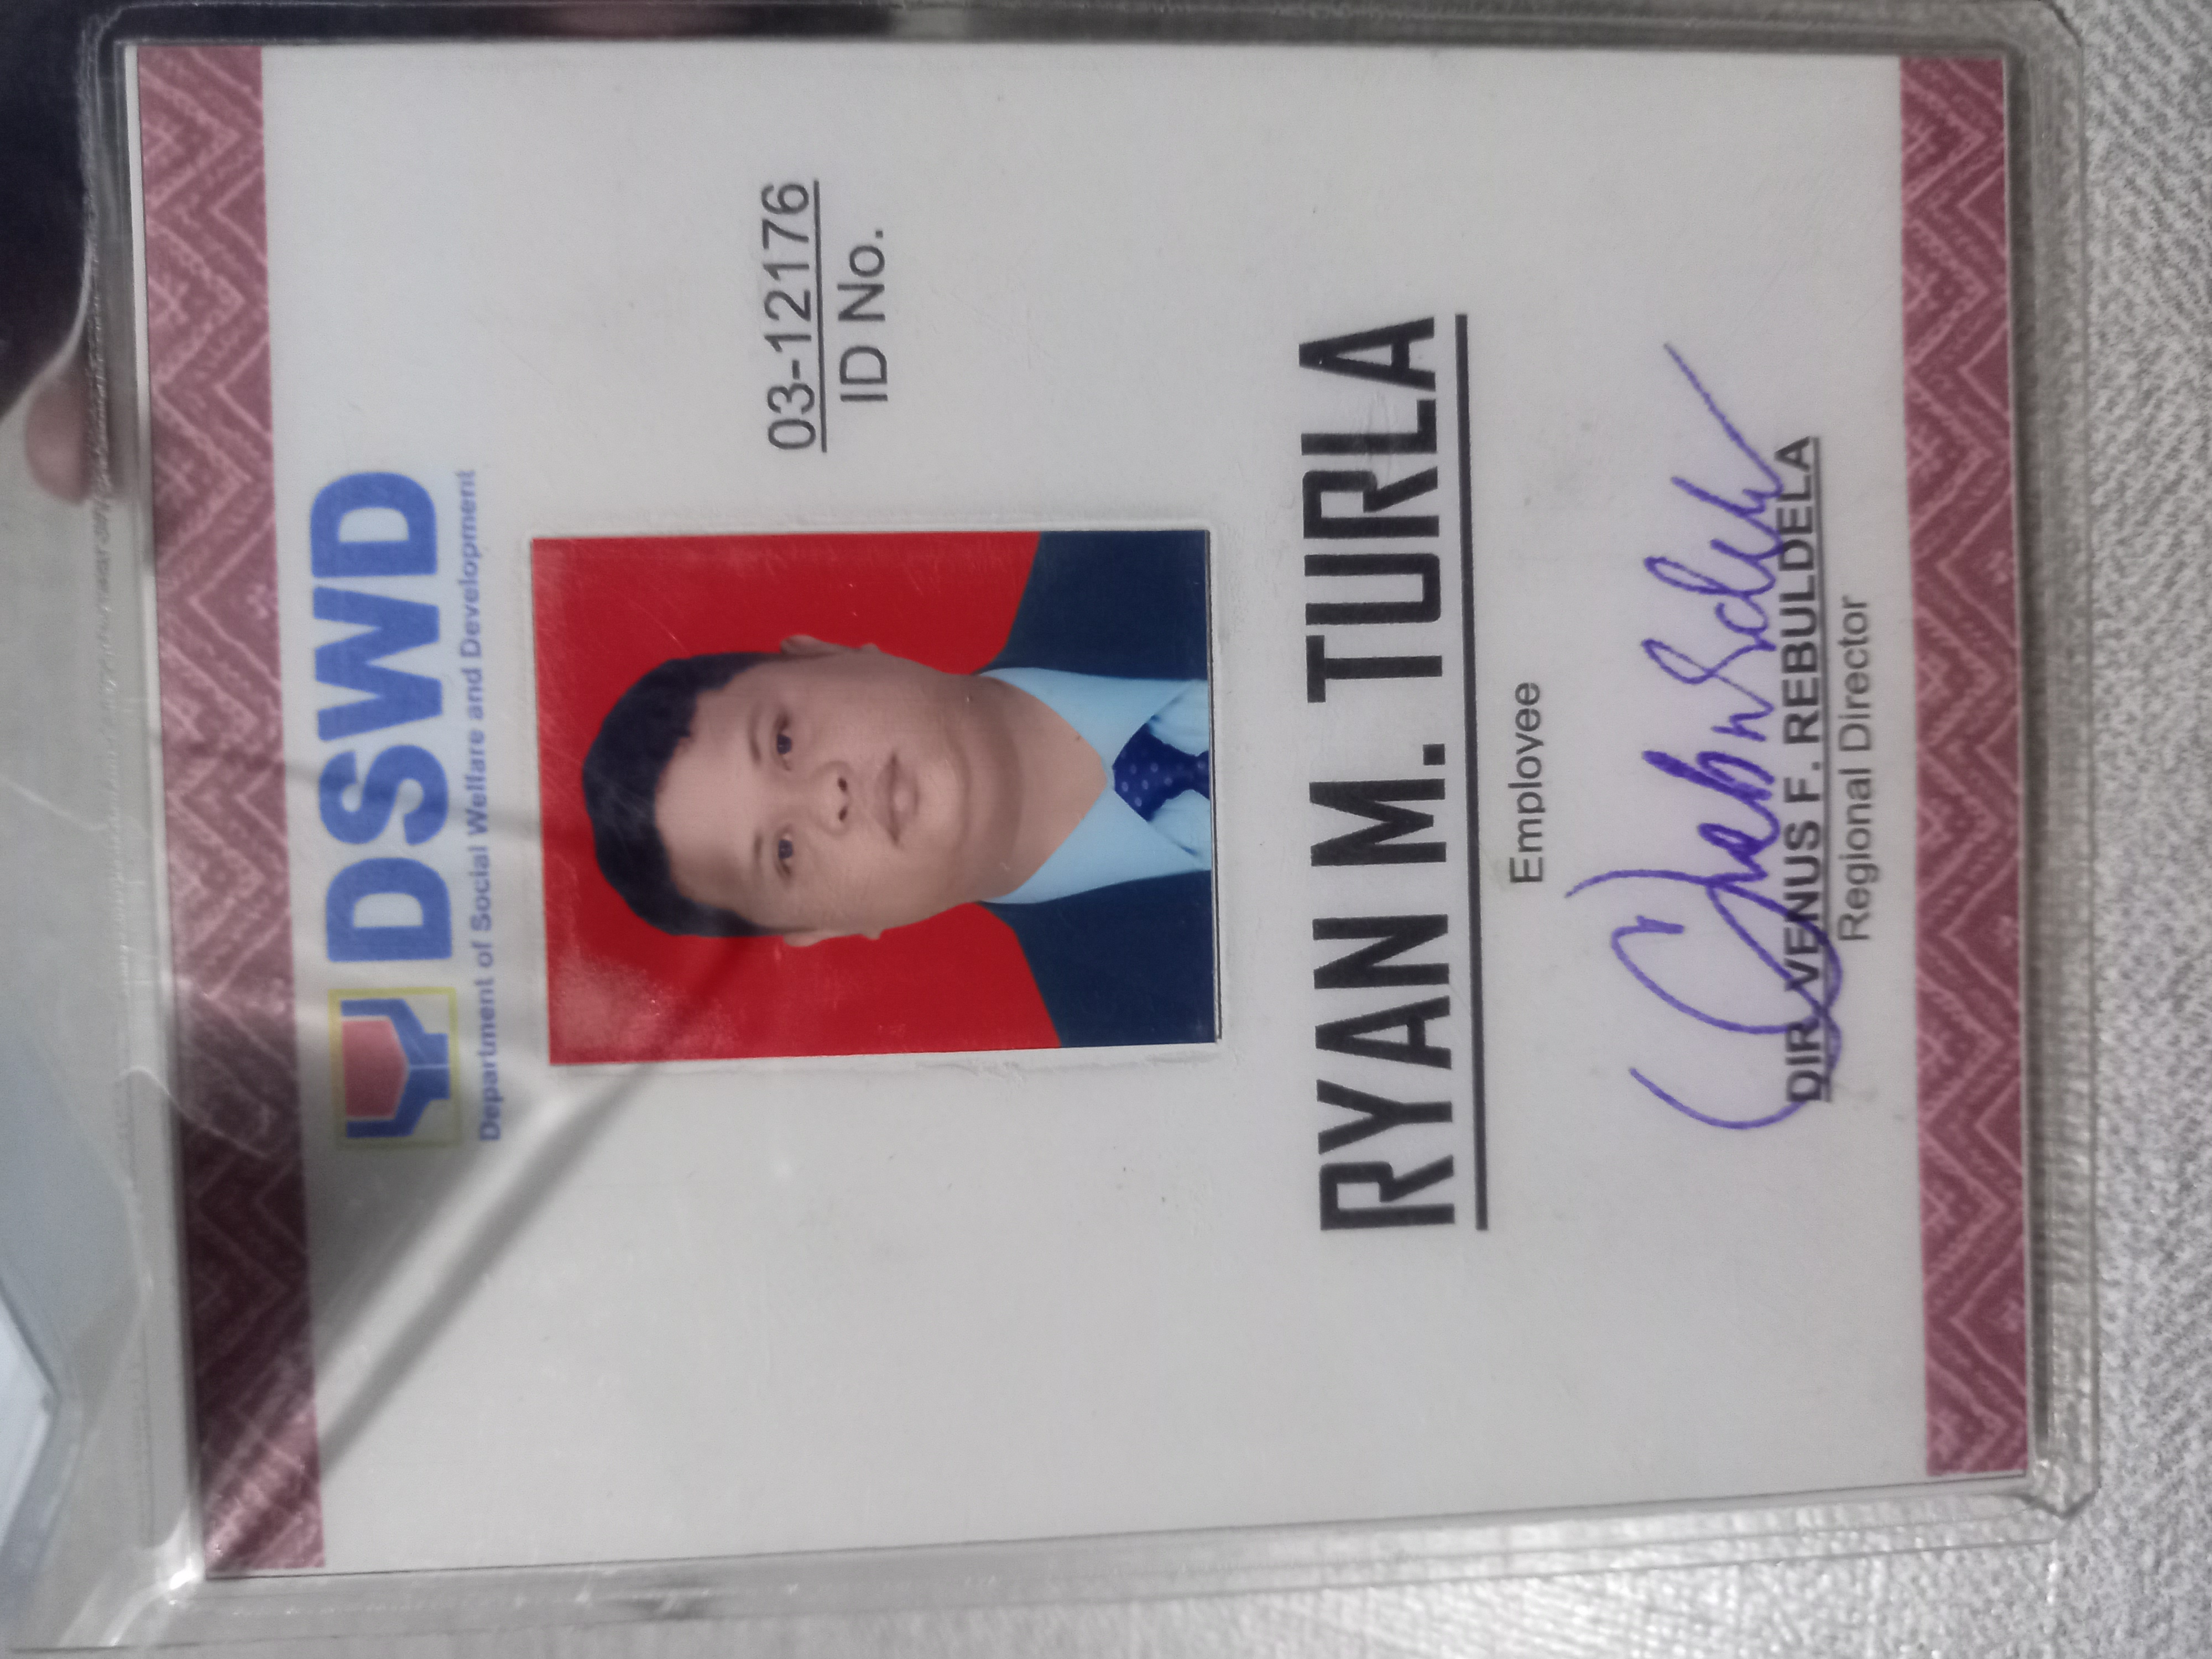 DSWD
Department of Social Welfare and Development
03-12176
ID No.
RYAN M. TURLA
Employee
DIR. VENUS F. REBULDELA
Regional Director